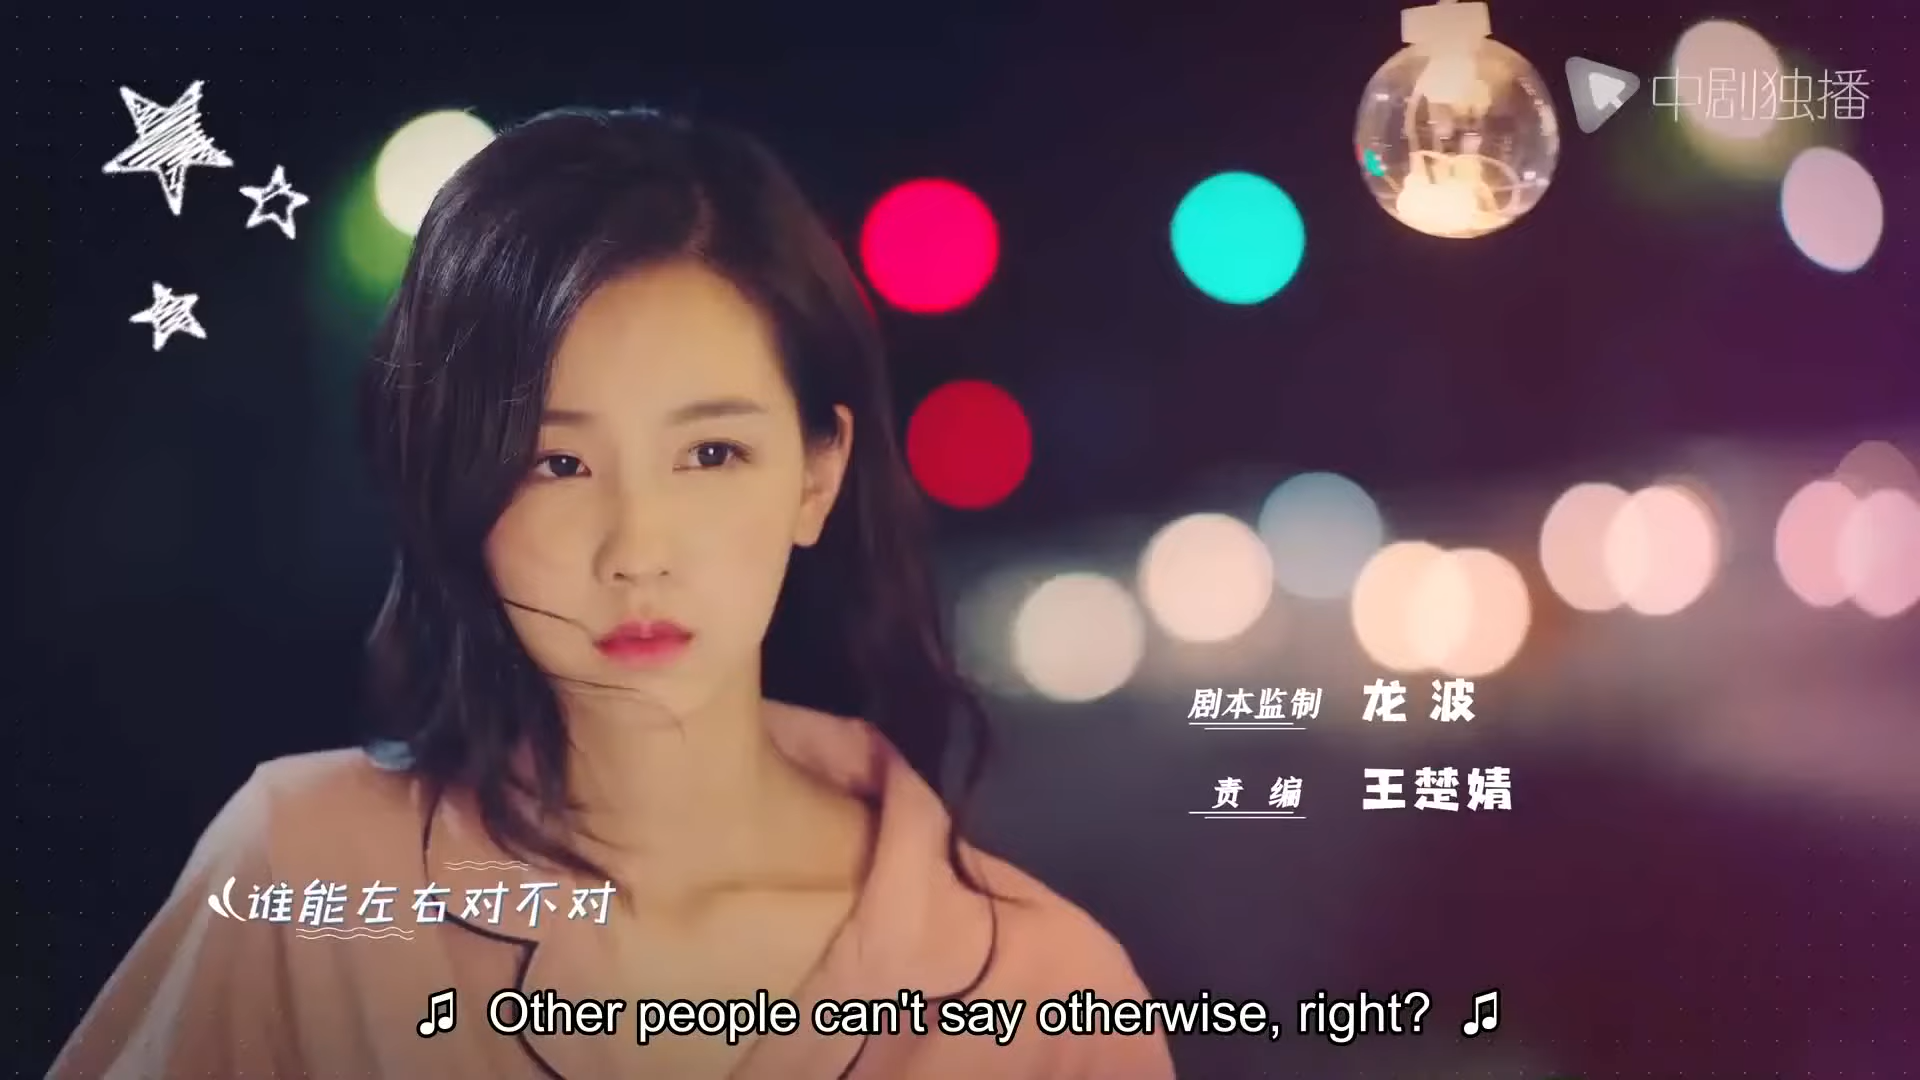 中剧独播
剧本监制 龙波
责编 王楚婧
谁能左右对不对
♫ Other people can't say otherwise, right? ♫